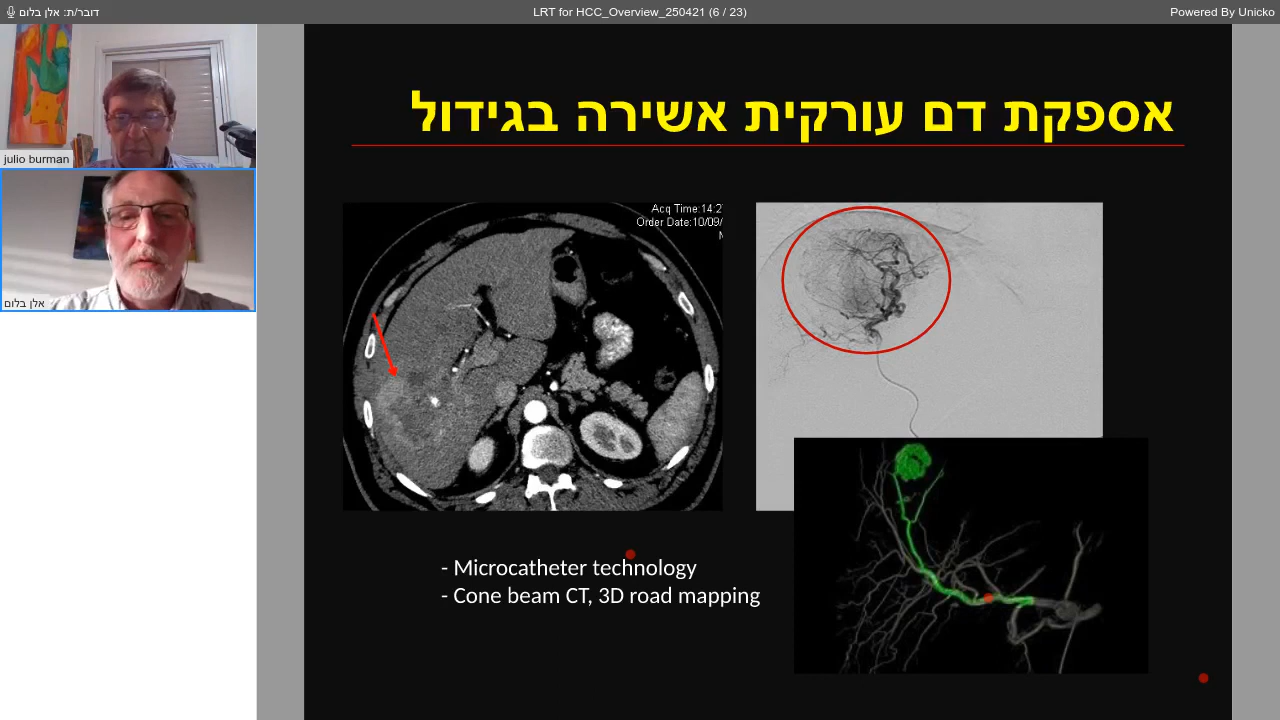 דובר/ת: אלן בלום
LRT for HCC_Overview_250421 (6 / 23)
Powered By Unicko
julio burman
אלן בלום
אספקת דם עורקית אשירה בגידול
Acq Time:14:2
Order Date:10/09/
- Microcatheter technology
- Cone beam CT, 3D road mapping